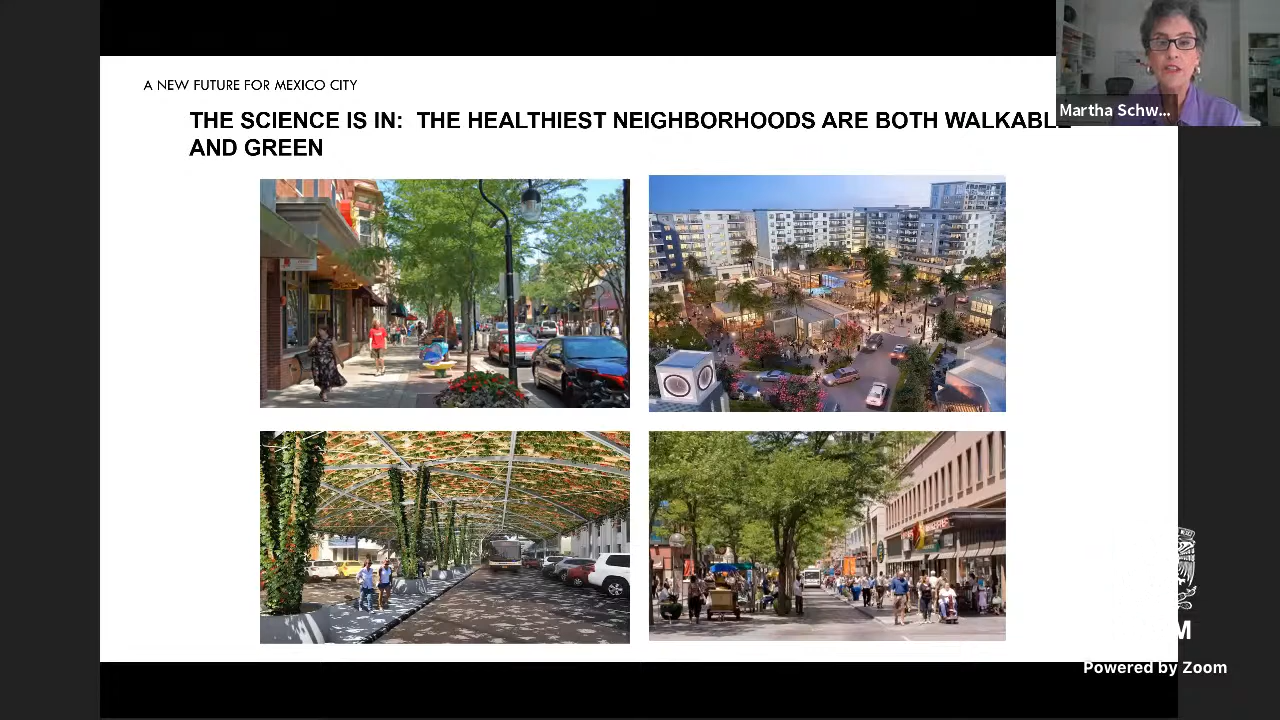 A NEW FUTURE FOR MEXICO CITY
THE SCIENCE IS IN: THE HEALTHIEST NEIGHBORHOODS ARE BOTH WALKABLE
AND GREEN
Martha Schw...
M
Powered by Zoom